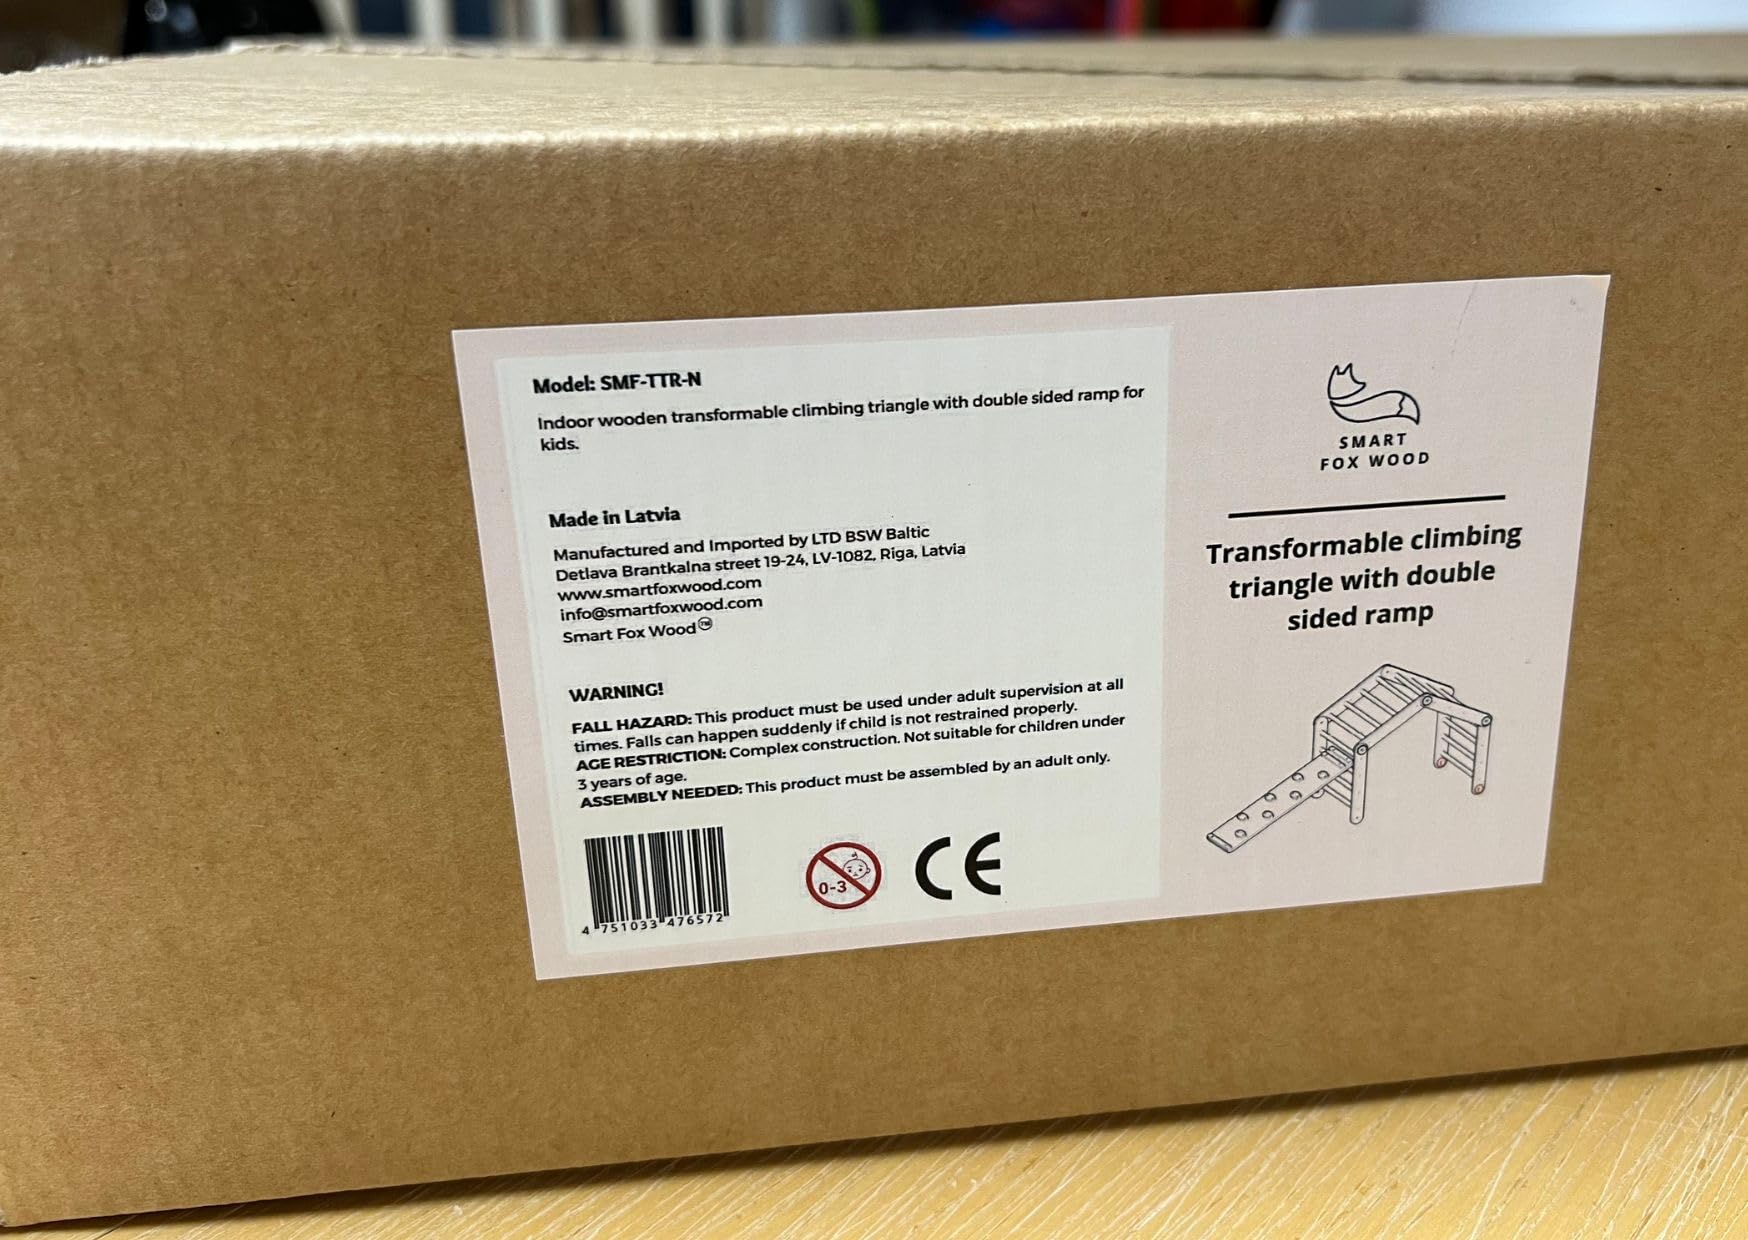 Model: SMF-TTR-N
Indoor wooden transformable climbing triangle with double sided ramp for
kids.
Made in Latvia
Manufactured and Imported by LTD BSW Baltic
Detlava Brantkalna street 19-24, LV-1082, Riga, Latvia
www.smartfoxwood.com
info@smartfoxwood.com
Smart Fox Wood™
WARNING!
FALL HAZARD: This product must be used under adult supervision at all
times. Falls can happen suddenly if child is not restrained properly.
AGE RESTRICTION: Complex construction. Not suitable for children under
3 years of age.
ASSEMBLY NEEDED: This product must be assembled by an adult only.
4 751033 476572
0-3
CE
SMART
FOX WOOD
Transformable climbing
triangle with double
sided ramp